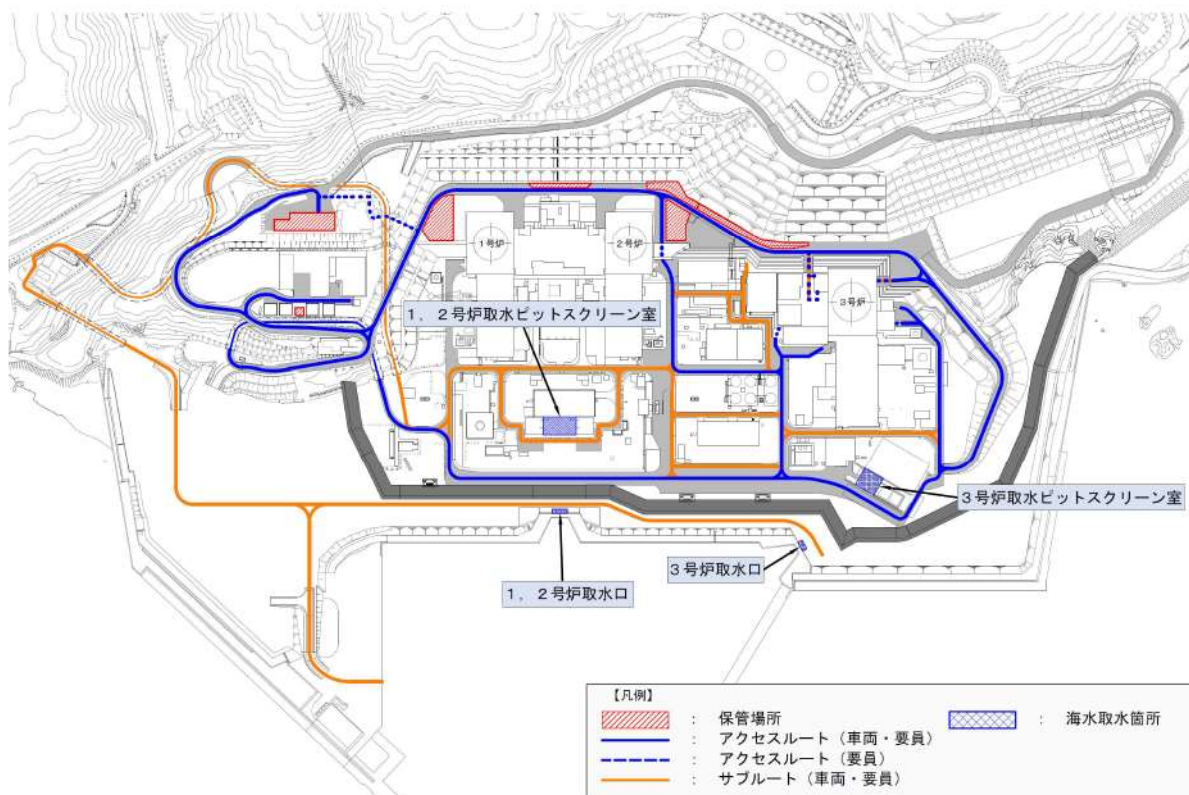 1号炉
2号炉
3号炉
1，2号炉取水ピットスクリーン室
3号炉取水ピットスクリーン室
3号炉取水口
1，2号炉取水口
【凡例】
： 保管場所
： 海水取水箇所
： アクセスルート（車両・要員）
： アクセスルート（要員）
： サブルート（車両・要員）